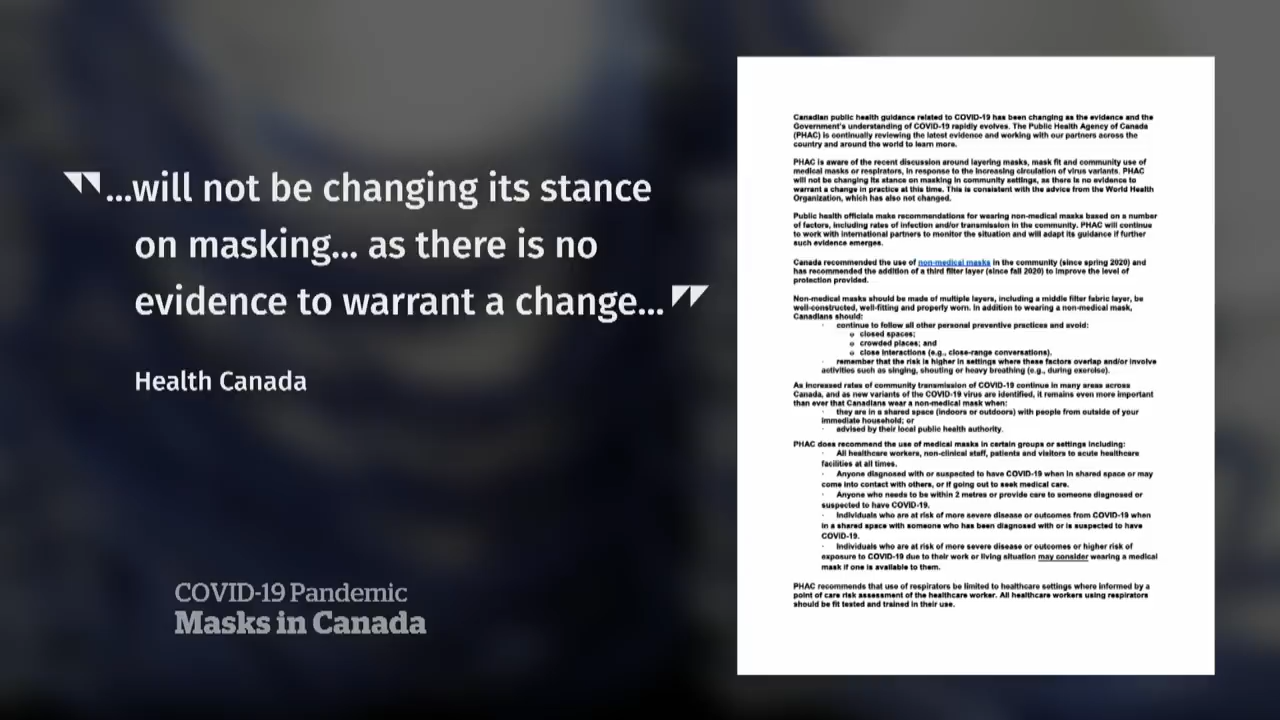 ...will not be changing its stance
on masking... as there is no
evidence to warrant a change...
Health Canada
COVID-19 Pandemic
Masks in Canada
Canadian public health guidance related to COVID-19 has been changing as the evidence and the
Government's understanding of COVID-19 rapidly evolves. The Public Health Agency of Canada
(PHAC) is continually reviewing the latest evidence and working with our partners across the
country and around the world to learn more.
PHAC is aware of the recent discussion around layering masks, mask fit and community use of
medical masks or respirators, in response to the increasing circulation of virus variants. PHAC
will not be changing its stance on masking in community settings, as there is no evidence to
warrant a change in practice at this time. This is consistent with the advice from the World Health
Organization, which has also not changed.
Public health officials make recommendations for wearing non-medical masks based on a number
of factors, including rates of infection and/or transmission in the community. PHAC will continue
to work with international partners to monitor the situation and will adapt its guidance if further
such evidence emerges.
Canada recommended the use of non-medical masks in the community (since spring 2020) and
has recommended the addition of a third filter layer (since fall 2020) to improve the level of
protection provided.
Non-medical masks should be made of multiple layers, including a middle filter fabric layer, be
well-constructed, well-fitting and properly worn. In addition to wearing a non-medical mask,
Canadians should:
· continue to follow all other personal preventive practices and avoid:
o closed spaces;
o crowded places; and
o close interactions (e.g., close-range conversations).
· remember that the risk is higher in settings where these factors overlap and/or involve
activities such as singing, shouting or heavy breathing (e.g., during exercise).
As increased rates of community transmission of COVID-19 continue in many areas across
Canada, and as new variants of the COVID-19 virus are identified, it remains even more important
than ever that Canadians wear a non-medical mask when:
· they are in a shared space (indoors or outdoors) with people from outside of your
immediate household; or
· advised by their local public health authority.
PHAC does recommend the use of medical masks in certain groups or settings including:
· All healthcare workers, non-clinical staff, patients and visitors to acute healthcare
facilities at all times.
· Anyone diagnosed with or suspected to have COVID-19 when in shared space or may
come into contact with others, or if going out to seek medical care.
· Anyone who needs to be within 2 metres or provide care to someone diagnosed or
suspected to have COVID-19.
· Individuals who are at risk of more severe disease or outcomes from COVID-19 when
in a shared space with someone who has been diagnosed with or is suspected to have
COVID-19.
· Individuals who are at risk of more severe disease or outcomes or higher risk of
exposure to COVID-19 due to their work or living situation may consider wearing a medical
mask if one is available to them.
PHAC recommends that use of respirators be limited to healthcare settings where informed by a
point of care risk assessment of the healthcare worker. All healthcare workers using respirators
should be fit tested and trained in their use.